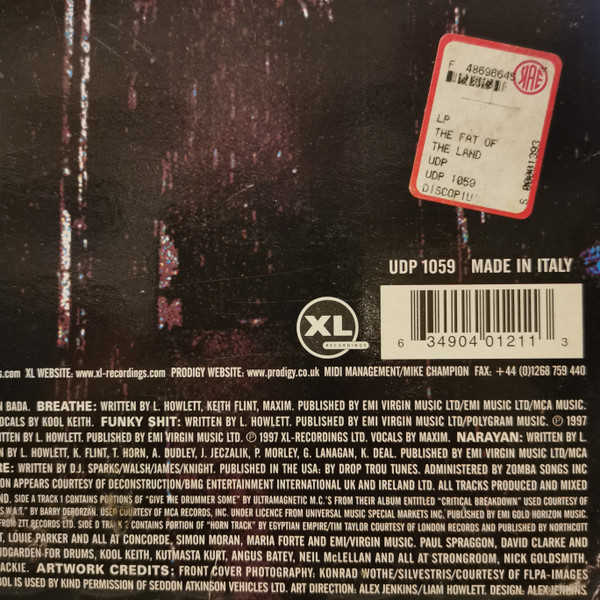 F 48696645
SIAE
LP
THE FAT OF
THE LAND
UDP
UDP 1059
DISCOPIU
UDP 1059 MADE IN ITALY
XL
RECORDINGS
6 34904 01211 3
s.com XL WEBSITE: www.xl-recordings.com PRODIGY WEBSITE: www.prodigy.co.uk MIDI MANAGEMENT/MIKE CHAMPION FAX: ++44 (0)1268 759 440
N BADA. BREATHE: WRITTEN BY L. HOWLETT, KEITH FLINT, MAXIM. PUBLISHED BY EMI VIRGIN MUSIC LTD/EMI MUSIC LTD/MCA MUSIC.
OCALS BY KOOL KEITH. FUNKY SHIT: WRITTEN BY L. HOWLETT. PUBLISHED BY EMI VIRGIN MUSIC LTD/POLYGRAM MUSIC. ℗ 1997
TTEN BY L. HOWLETT. PUBLISHED BY EMI VIRGIN MUSIC LTD. ℗ 1997 XL-RECORDINGS LTD. VOCALS BY MAXIM. NARAYAN: WRITTEN BY L.
N BY L. HOWLETT, K. FLINT, T. HORN, A. DUDLEY, J. JECZALIK, P. MORLEY, G. LANAGAN, K. DEAL. PUBLISHED BY EMI VIRGIN MUSIC LTD/MCA
RE: WRITTEN BY D.J. SPARKS/WALSH/JAMES/KNIGHT. PUBLISHED IN THE USA: BY DROP TROU TUNES. ADMINISTERED BY ZOMBA SONGS INC
ON APPEARS COURTESY OF DECONSTRUCTION/BMG ENTERTAINMENT INTERNATIONAL UK AND IRELAND LTD. ALL TRACKS PRODUCED AND MIXED
ND. SIDE A TRACK 1 CONTAINS PORTIONS OF "GIVE THE DRUMMER SOME" BY ULTRAMAGNETIC M.C.'S FROM THEIR ALBUM ENTITLED "CRITICAL BREAKDOWN" USED COURTESY OF
S.W.A.T." BY BARRY DEBORZAN. USED COURTESY OF MCA RECORDS, INC. UNDER LICENCE FROM UNIVERSAL MUSIC SPECIAL MARKETS INC. PUBLISHED BY EMI GOLD HORIZON MUSIC.
FROM ZTT RECORDS LTD. SIDE D TRACK 2 CONTAINS PORTION OF "HORN TRACK" BY EGYPTIAN EMPIRE/TIM TAYLOR COURTESY OF LONDON RECORDS AND PUBLISHED BY NORTHCOTT
T, LOUIE PARKER AND ALL AT CONCORDE, SIMON MORAN, MARIA FORTE AND EMI/VIRGIN MUSIC. PAUL SPRAGGON, DAVID CLARKE AND
NDGARDEN FOR DRUMS, KOOL KEITH, KUTMASTA KURT, ANGUS BATEY, NEIL McLELLAN AND ALL AT STRONGROOM, NICK GOLDSMITH,
ACKIE. ARTWORK CREDITS: FRONT COVER PHOTOGRAPHY: KONRAD WOTHE/SILVESTRIS/COURTESY OF FLPA-IMAGES
BOL IS USED BY KIND PERMISSION OF SEDDON ATKINSON VEHICLES LTD. ART DIRECTION: ALEX JENKINS/LIAM HOWLETT. DESIGN: ALEX JENKINS